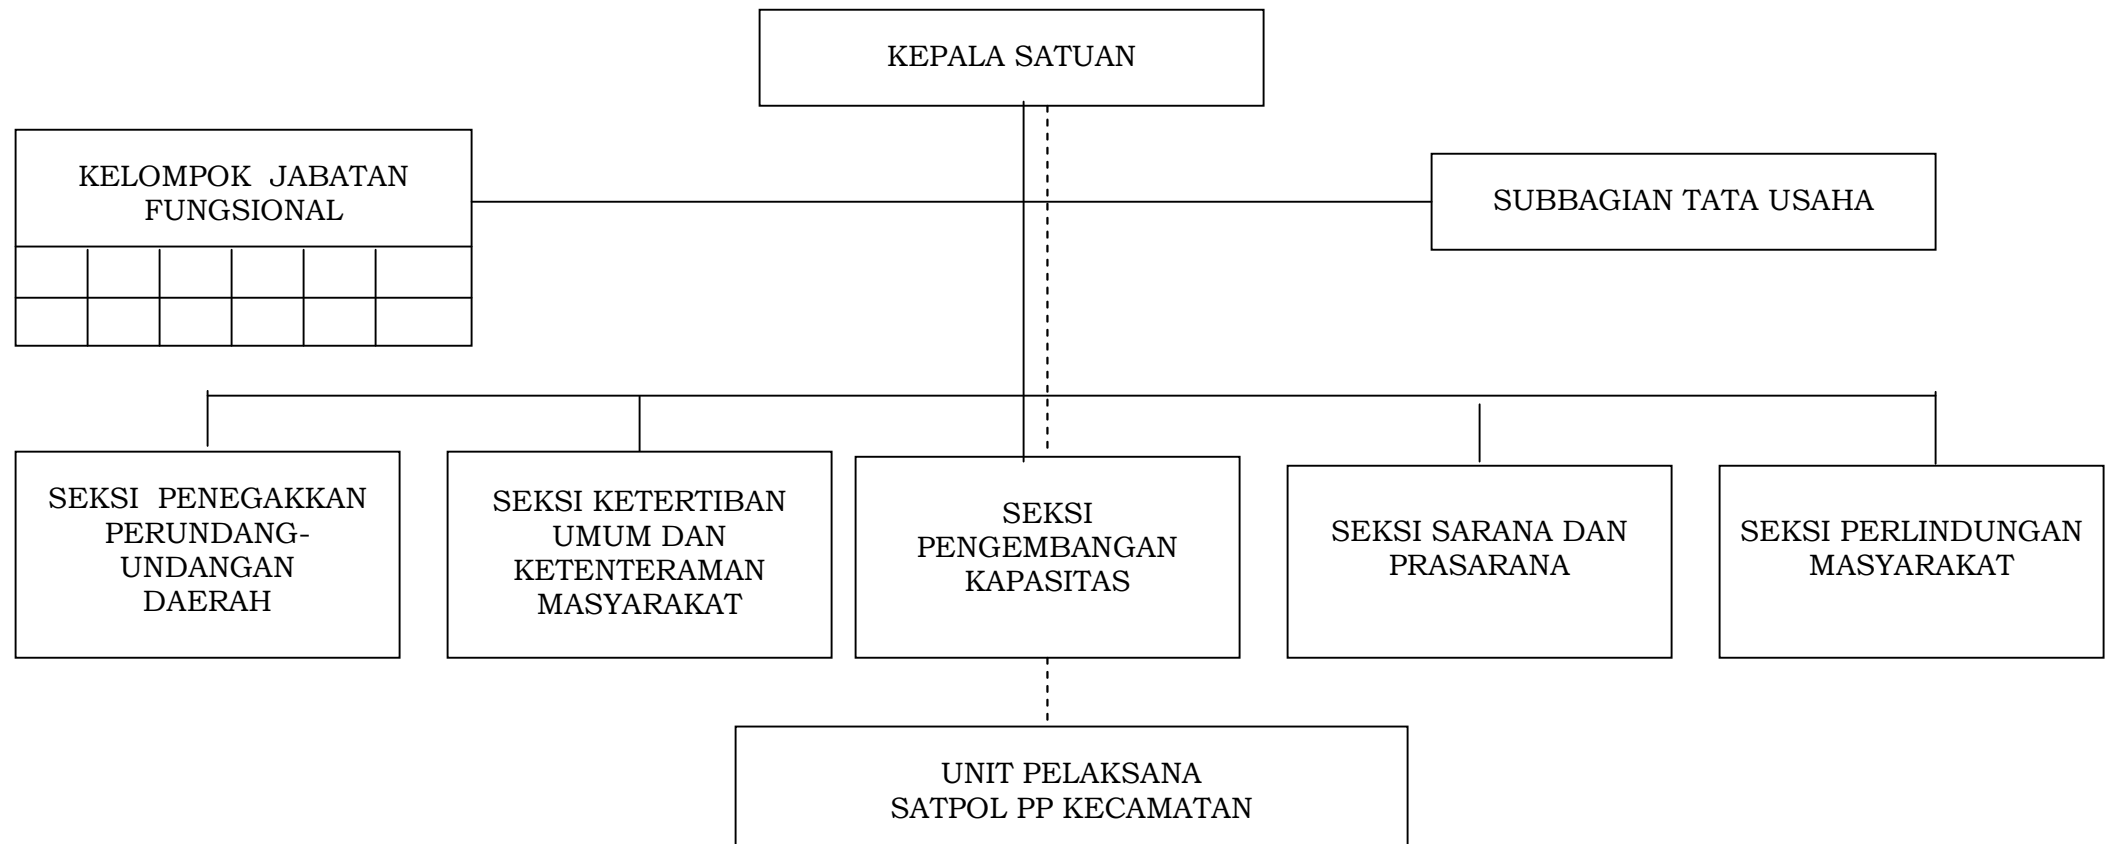 KEPALA SATUAN
KELOMPOK  JABATAN
FUNGSIONAL
SUBBAGIAN TATA USAHA
SEKSI  PENEGAKKAN
PERUNDANG-
UNDANGAN
DAERAH
SEKSI KETERTIBAN
UMUM DAN
KETENTERAMAN
MASYARAKAT
SEKSI
PENGEMBANGAN
KAPASITAS
SEKSI SARANA DAN
PRASARANA
SEKSI PERLINDUNGAN
MASYARAKAT
UNIT PELAKSANA
SATPOL PP KECAMATAN